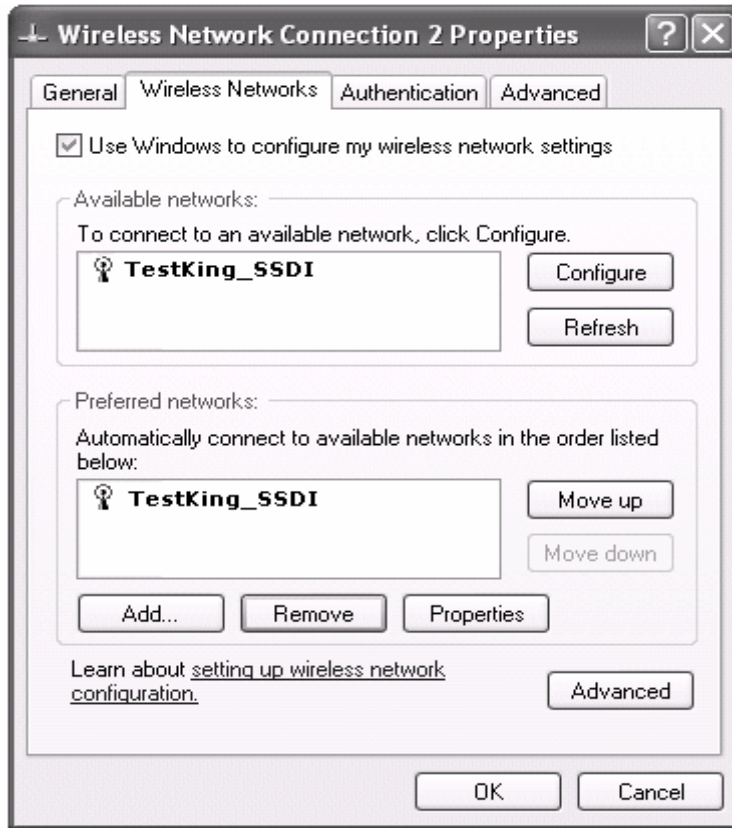 Wireless Network Connection 2 Properties
General Wireless Networks Authentication Advanced
Use Windows to configure my wireless network settings
Available networks:
To connect to an available network, click Configure.
TestKing_SSDI
Configure
Refresh
Preferred networks:
Automatically connect to available networks in the order listed
below:
TestKing_SSDI
Move up
Move down
Add... Remove Properties
Learn about setting up wireless network
configuration.
Advanced
OK Cancel